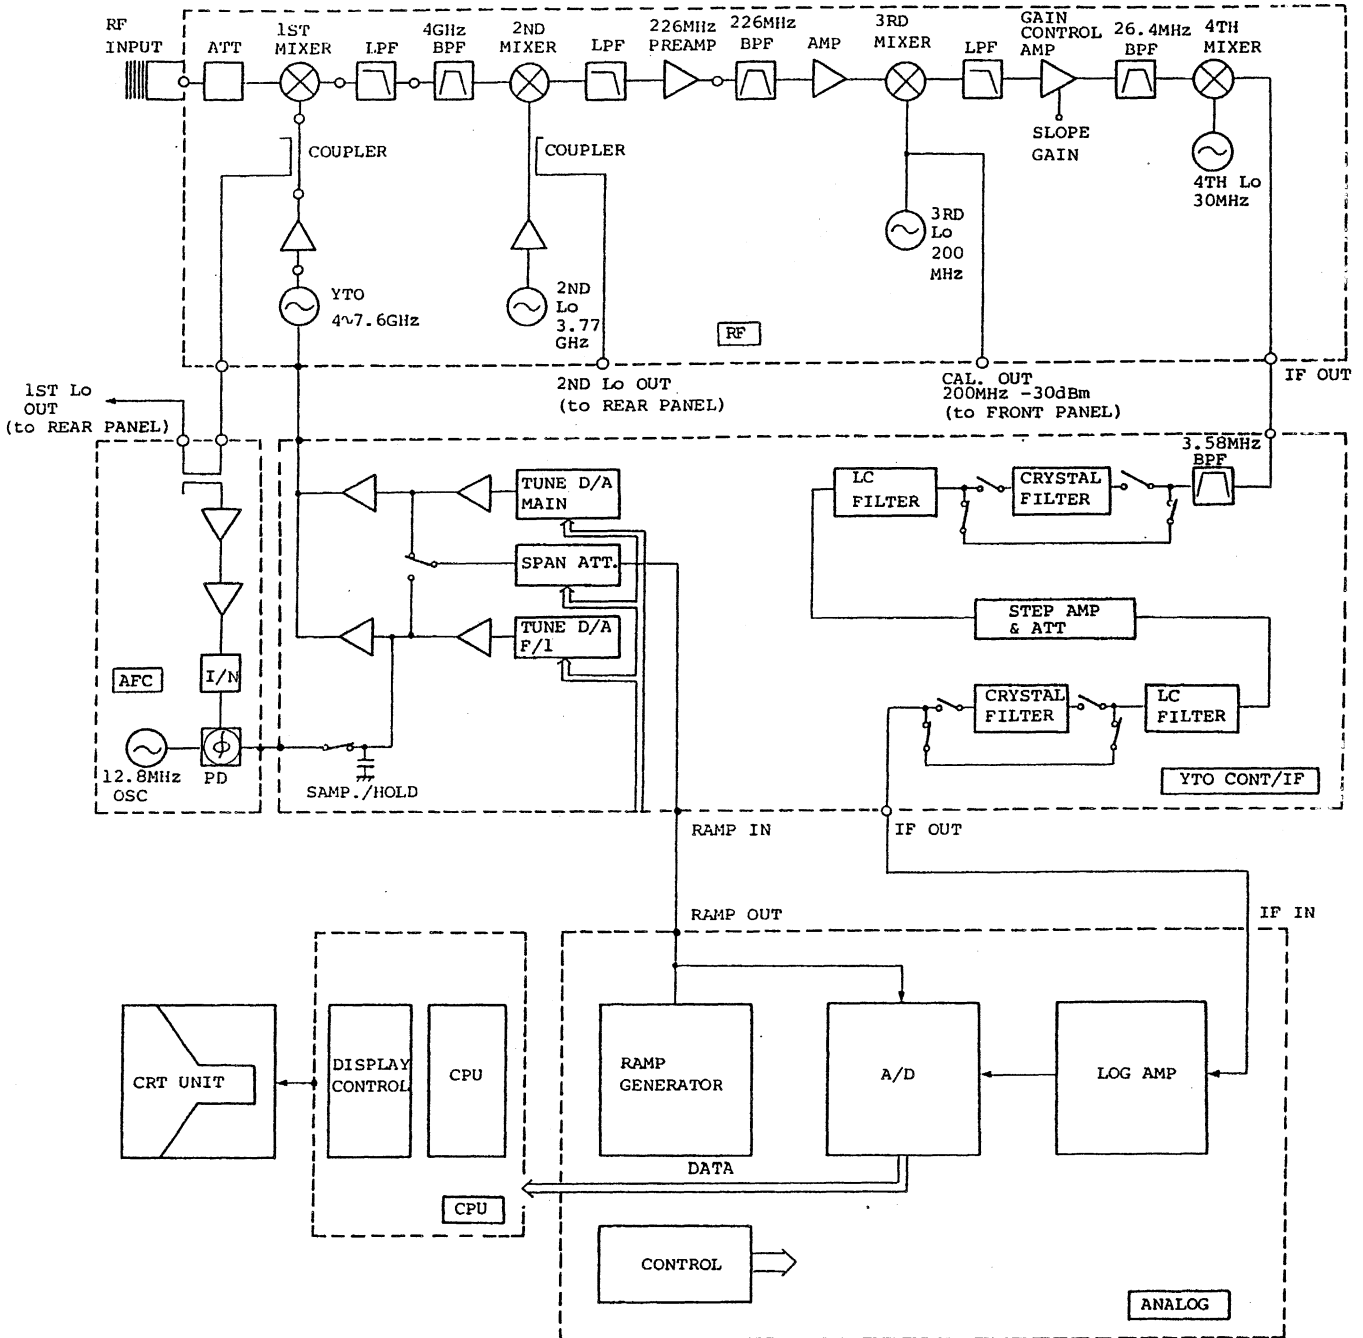 RF
INPUT
ATT
1ST
MIXER
LPF
4GHz
BPF
2ND
MIXER
LPF
226MHz
PREAMP
226MHz
BPF
AMP
3RD
MIXER
LPF
GAIN
CONTROL
AMP
26.4MHz
BPF
4TH
MIXER
COUPLER
COUPLER
SLOPE
GAIN
4TH Lo
30MHz
3RD
Lo
200
MHz
YTO
4~7.6GHz
2ND
Lo
3.77
GHz
RF
1ST Lo
OUT
(to REAR PANEL)
2ND Lo OUT
(to REAR PANEL)
CAL. OUT
200MHz -30dBm
(to FRONT PANEL)
IF OUT
3.58MHz
BPF
TUNE D/A
MAIN
LC
FILTER
CRYSTAL
FILTER
SPAN ATT.
STEP AMP
& ATT
TUNE D/A
F/1
AFC
I/N
CRYSTAL
FILTER
LC
FILTER
12.8MHz
OSC
PD
SAMP./HOLD
YTO CONT/IF
RAMP IN
IF OUT
RAMP OUT
IF IN
CRT UNIT
DISPLAY
CONTROL
CPU
RAMP
GENERATOR
A/D
LOG AMP
DATA
CPU
CONTROL
ANALOG